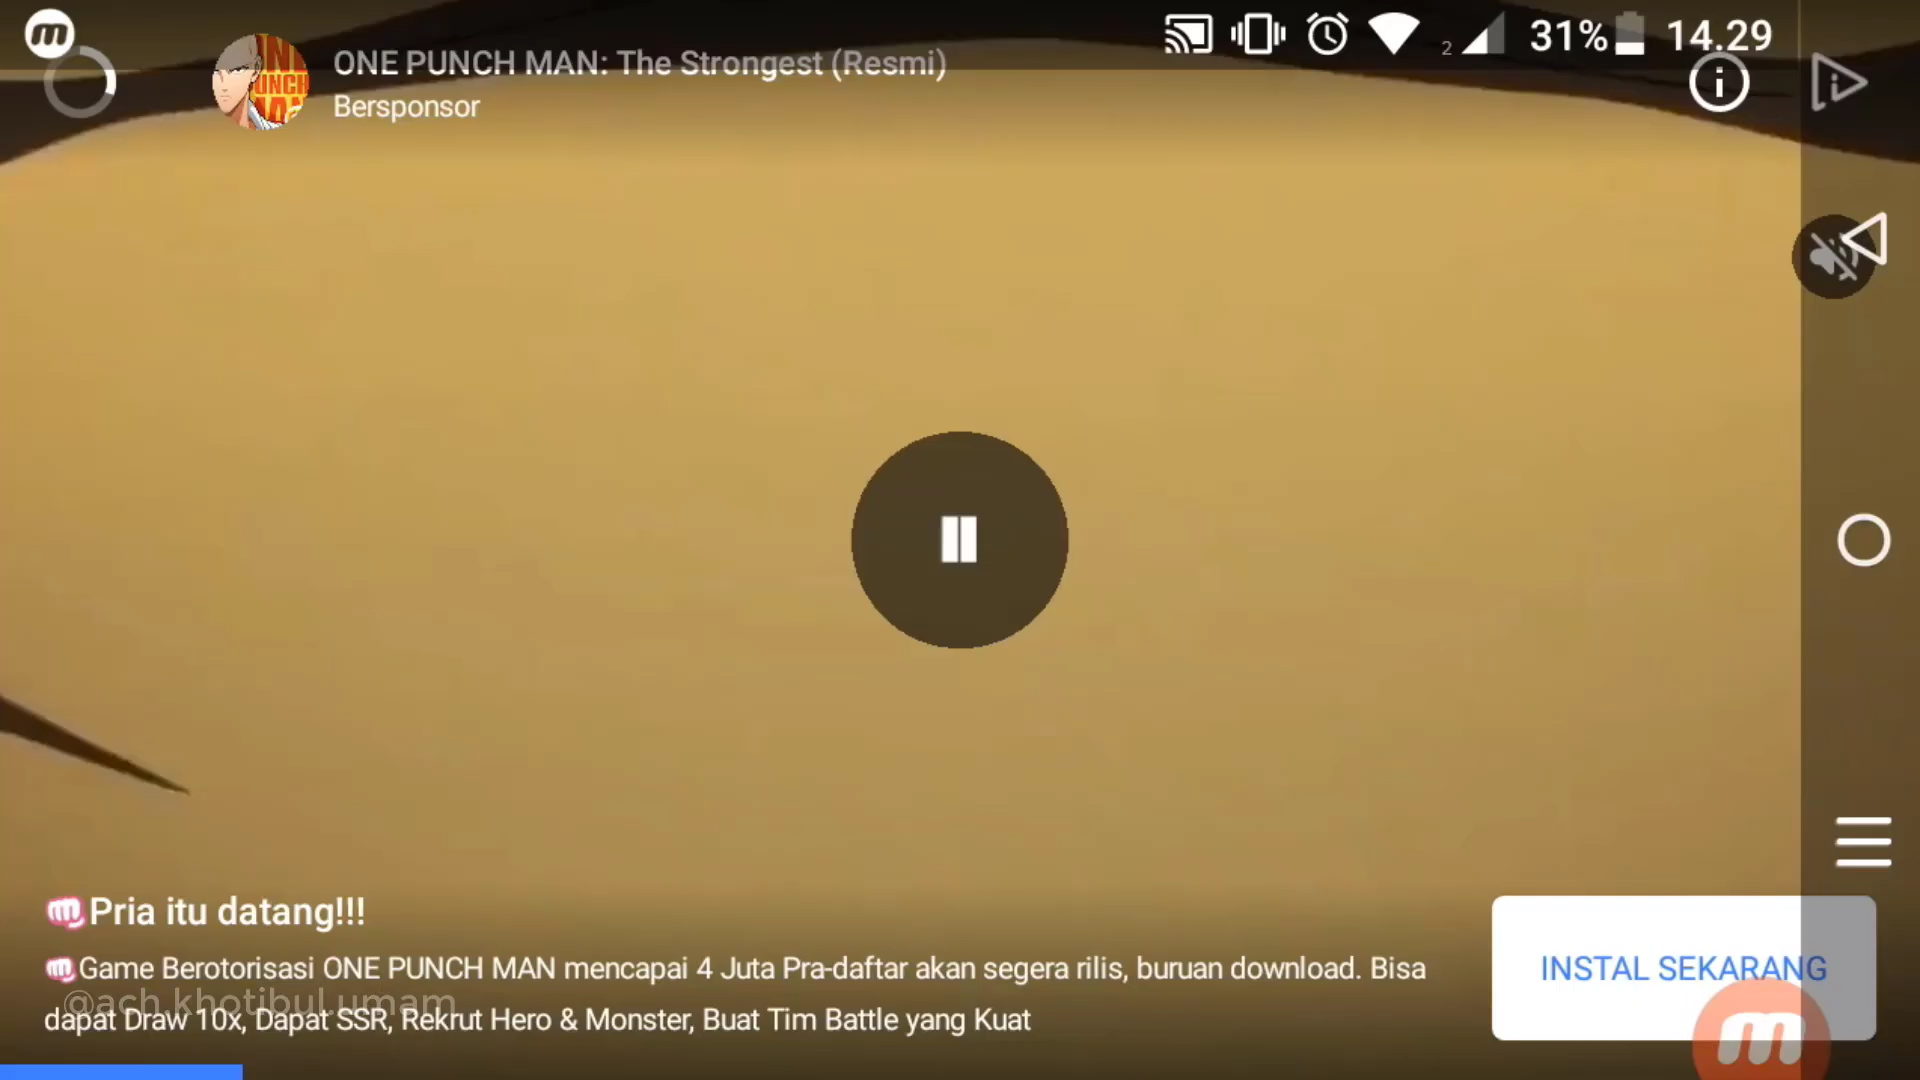 2 31% 14.29
ONE PUNCH MAN: The Strongest (Resmi)
Bersponsor
👊Pria itu datang!!!
👊Game Berotorisasi ONE PUNCH MAN mencapai 4 Juta Pra-daftar akan segera rilis, buruan download. Bisa
@ach.khotibul.umam
dapat Draw 10x, Dapat SSR, Rekrut Hero & Monster, Buat Tim Battle yang Kuat
INSTAL SEKARANG